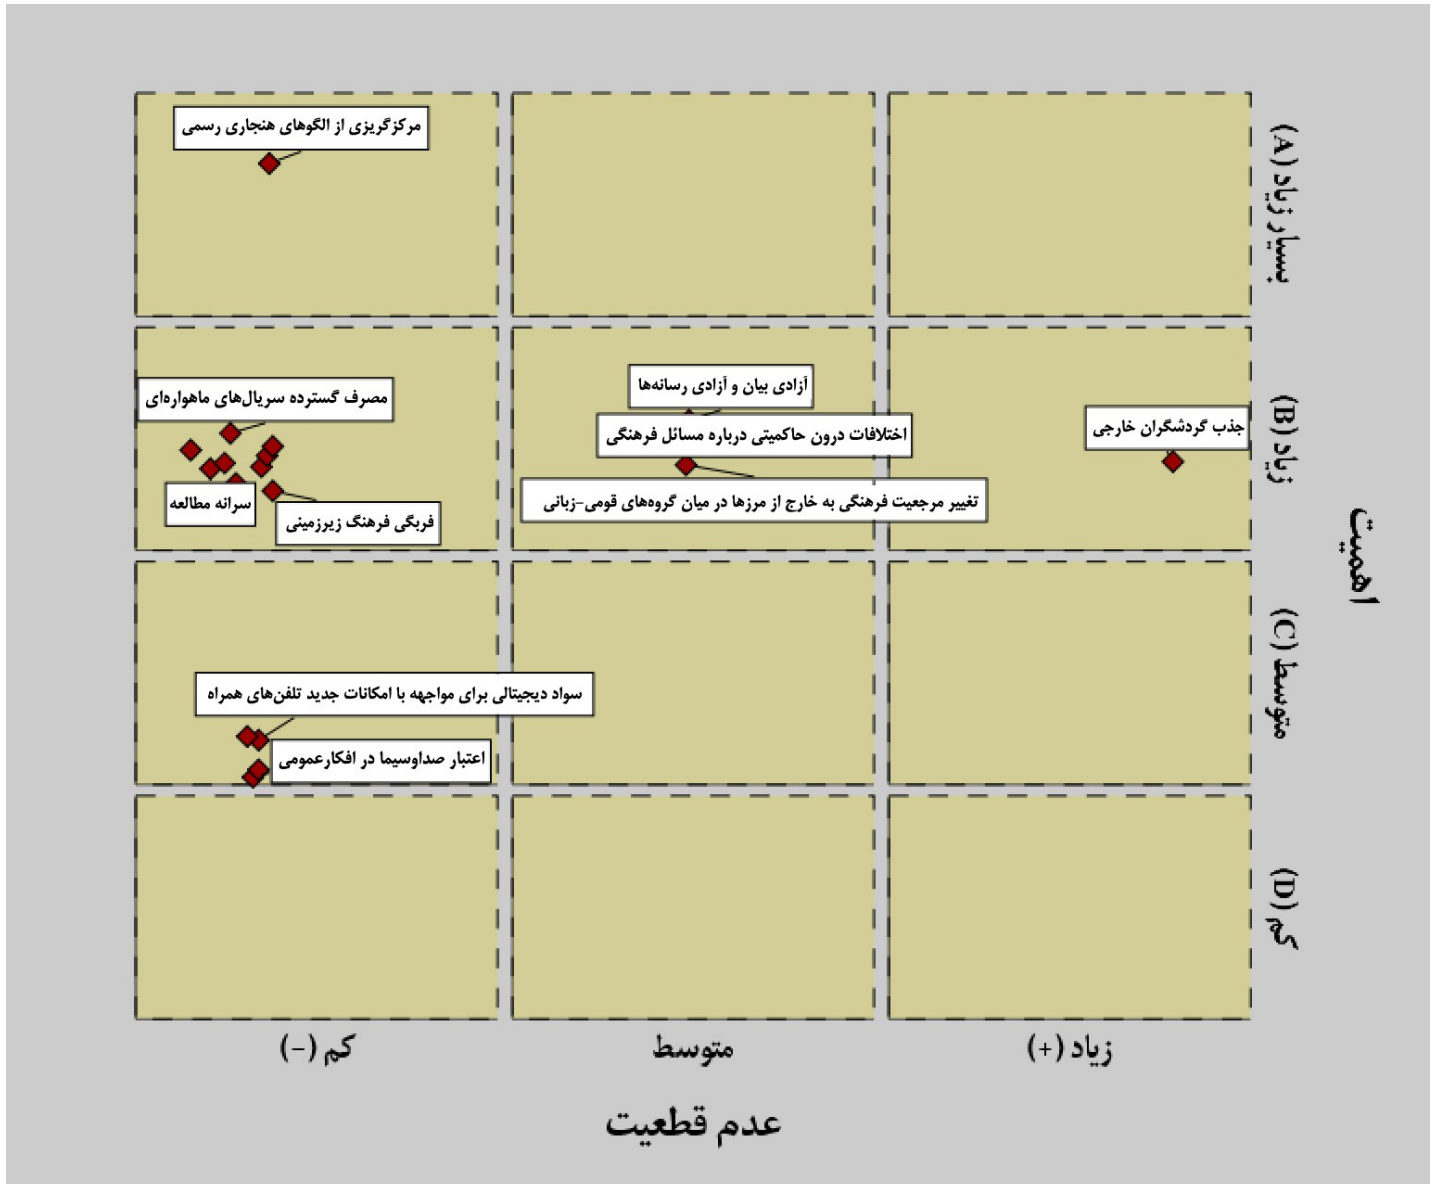 مرکزگریزی از الگوهای هنجاری رسمی
بسیار زیاد (A)
آزادی بیان و آزادی رسانه‌ها
مصرف گسترده سریال‌های ماهواره‌ای
جذب گردشگران خارجی
اختلافات درون حاکمیتی درباره مسائل فرهنگی
زیاد (B)
تغییر مرجعیت فرهنگی به خارج از مرزها در میان گروه‌های قومی-زبانی
سرانه مطالعه
فربگی فرهنگ زیرزمینی
اهمیت
سواد دیجیتالی برای مواجهه با امکانات جدید تلفن‌های همراه
متوسط (C)
اعتبار صداوسیما در افکارعمومی
کم (D)
زیاد (+)
متوسط
کم (-)
عدم قطعیت